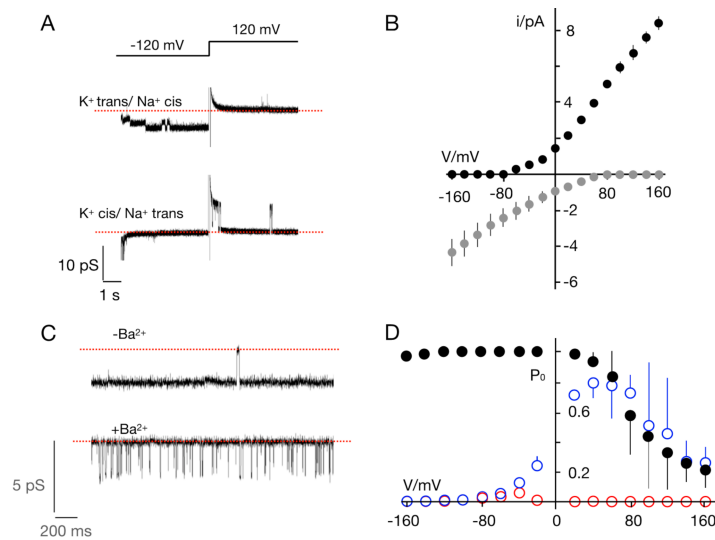 A
-120 mV
120 mV
K⁺ trans/ Na⁺ cis
K⁺ cis/ Na⁺ trans
10 pS
1 s
B
i/pA
8
4
V/mV
-160
-80
0
80
160
-2
-4
-6
C
-Ba²⁺
+Ba²⁺
5 pS
200 ms
D
P₀
0.6
0.2
V/mV
-160
-80
0
80
160